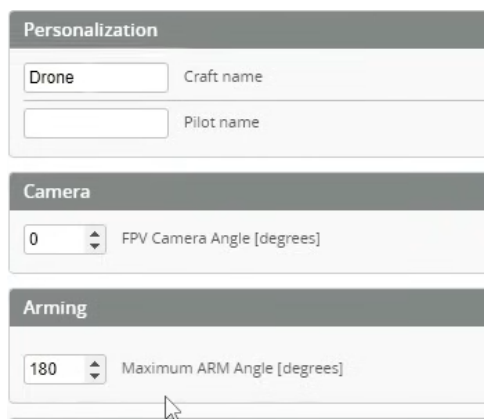 Personalization
Drone Craft name
Pilot name
Camera
0 FPV Camera Angle [degrees]
Arming
180 Maximum ARM Angle [degrees]